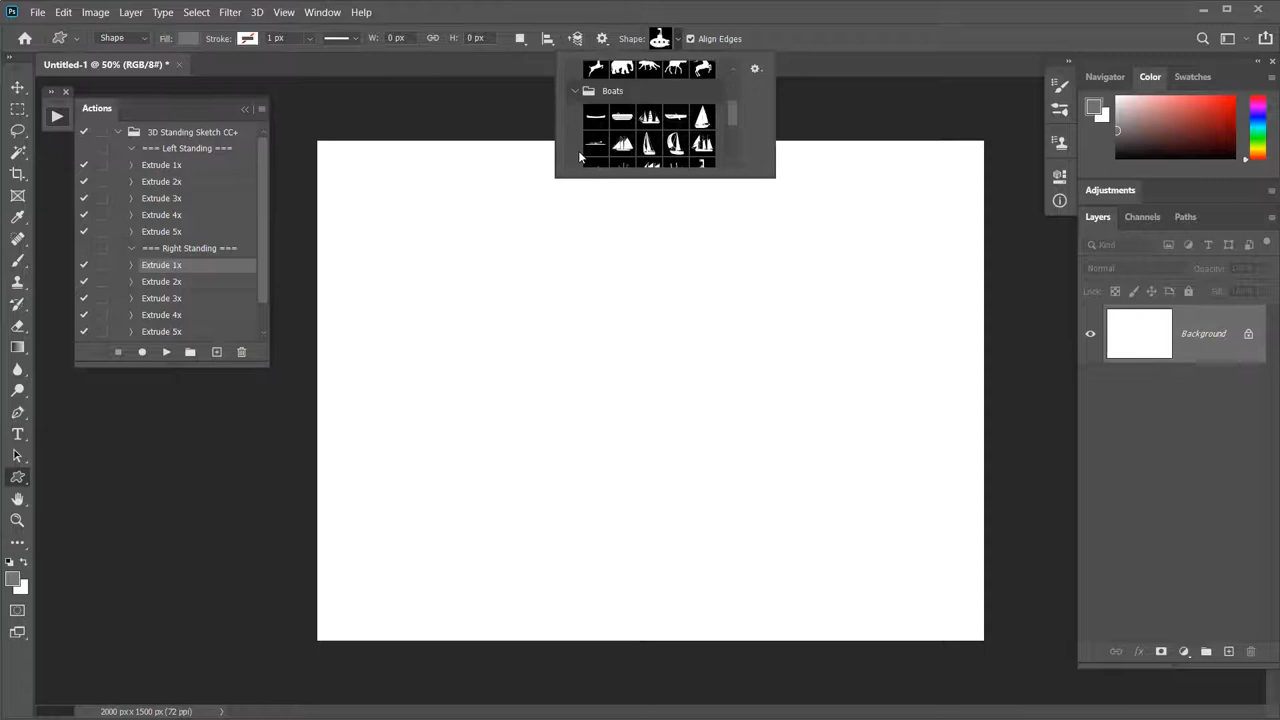 Ps File Edit Image Layer Type Select Filter 3D View Window Help
Shape Fill: Stroke: 1 px W: 0 px H: 0 px Shape: Align Edges
Untitled-1 @ 50% (RGB/8#) *
Boats
Actions
3D Standing Sketch CC+
=== Left Standing ===
Extrude 1x
Extrude 2x
Extrude 3x
Extrude 4x
Extrude 5x
=== Right Standing ===
Extrude 1x
Extrude 2x
Extrude 3x
Extrude 4x
Extrude 5x
Navigator Color Swatches
Adjustments
Layers Channels Paths
Kind
Normal Opacity: 100%
Lock: Fill: 100%
Background
2000 px x 1500 px (72 ppi)